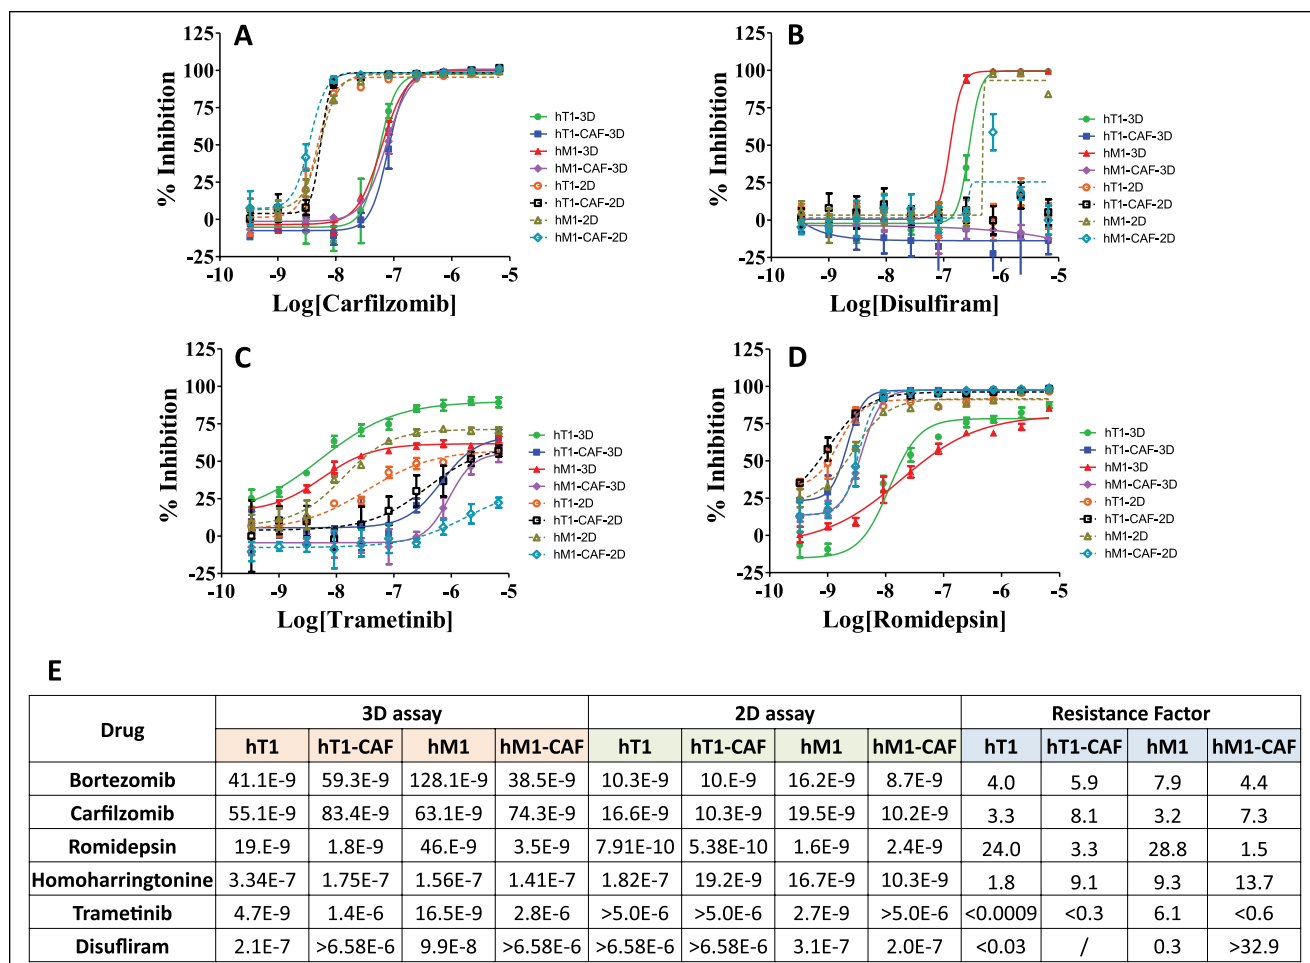 A
125
100
75
50
25
0
-25
% Inhibition
-10 -9 -8 -7 -6 -5
Log[Carfilzomib]
hT1-3D
hT1-CAF-3D
hM1-3D
hM1-CAF-3D
hT1-2D
hT1-CAF-2D
hM1-2D
hM1-CAF-2D
B
125
100
75
50
25
0
-25
% Inhibition
-10 -9 -8 -7 -6 -5
Log[Disulfiram]
hT1-3D
hT1-CAF-3D
hM1-3D
hM1-CAF-3D
hT1-2D
hT1-CAF-2D
hM1-2D
hM1-CAF-2D
C
125
100
75
50
25
0
-25
% Inhibition
-10 -9 -8 -7 -6 -5
Log[Trametinib]
hT1-3D
hT1-CAF-3D
hM1-3D
hM1-CAF-3D
hT1-2D
hT1-CAF-2D
hM1-2D
hM1-CAF-2D
D
125
100
75
50
25
0
-25
% Inhibition
-10 -9 -8 -7 -6 -5
Log[Romidepsin]
hT1-3D
hT1-CAF-3D
hM1-3D
hM1-CAF-3D
hT1-2D
hT1-CAF-2D
hM1-2D
hM1-CAF-2D
E
Drug 3D assay 2D assay Resistance Factor
hT1 hT1-CAF hM1 hM1-CAF hT1 hT1-CAF hM1 hM1-CAF hT1 hT1-CAF hM1 hM1-CAF
Bortezomib 41.1E-9 59.3E-9 128.1E-9 38.5E-9 10.3E-9 10.E-9 16.2E-9 8.7E-9 4.0 5.9 7.9 4.4
Carfilzomib 55.1E-9 83.4E-9 63.1E-9 74.3E-9 16.6E-9 10.3E-9 19.5E-9 10.2E-9 3.3 8.1 3.2 7.3
Romidepsin 19.E-9 1.8E-9 46.E-9 3.5E-9 7.91E-10 5.38E-10 1.6E-9 2.4E-9 24.0 3.3 28.8 1.5
Homoharringtonine 3.34E-7 1.75E-7 1.56E-7 1.41E-7 1.82E-7 19.2E-9 16.7E-9 10.3E-9 1.8 9.1 9.3 13.7
Trametinib 4.7E-9 1.4E-6 16.5E-9 2.8E-6 >5.0E-6 >5.0E-6 2.7E-9 >5.0E-6 <0.0009 <0.3 6.1 <0.6
Disufliram 2.1E-7 >6.58E-6 9.9E-8 >6.58E-6 >6.58E-6 >6.58E-6 3.1E-7 2.0E-7 <0.03 / 0.3 >32.9